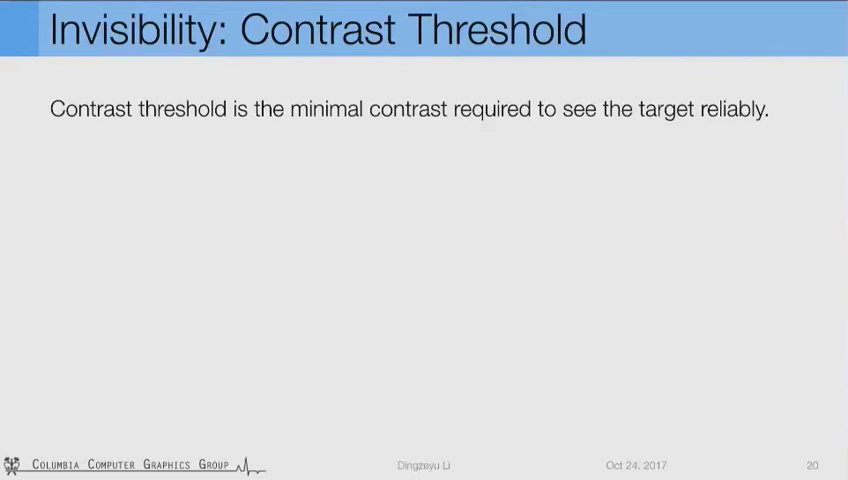 Invisibility: Contrast Threshold
Contrast threshold is the minimal contrast required to see the target reliably.
Columbia Computer Graphics Group
Dingzeyu Li
Oct 24, 2017
20